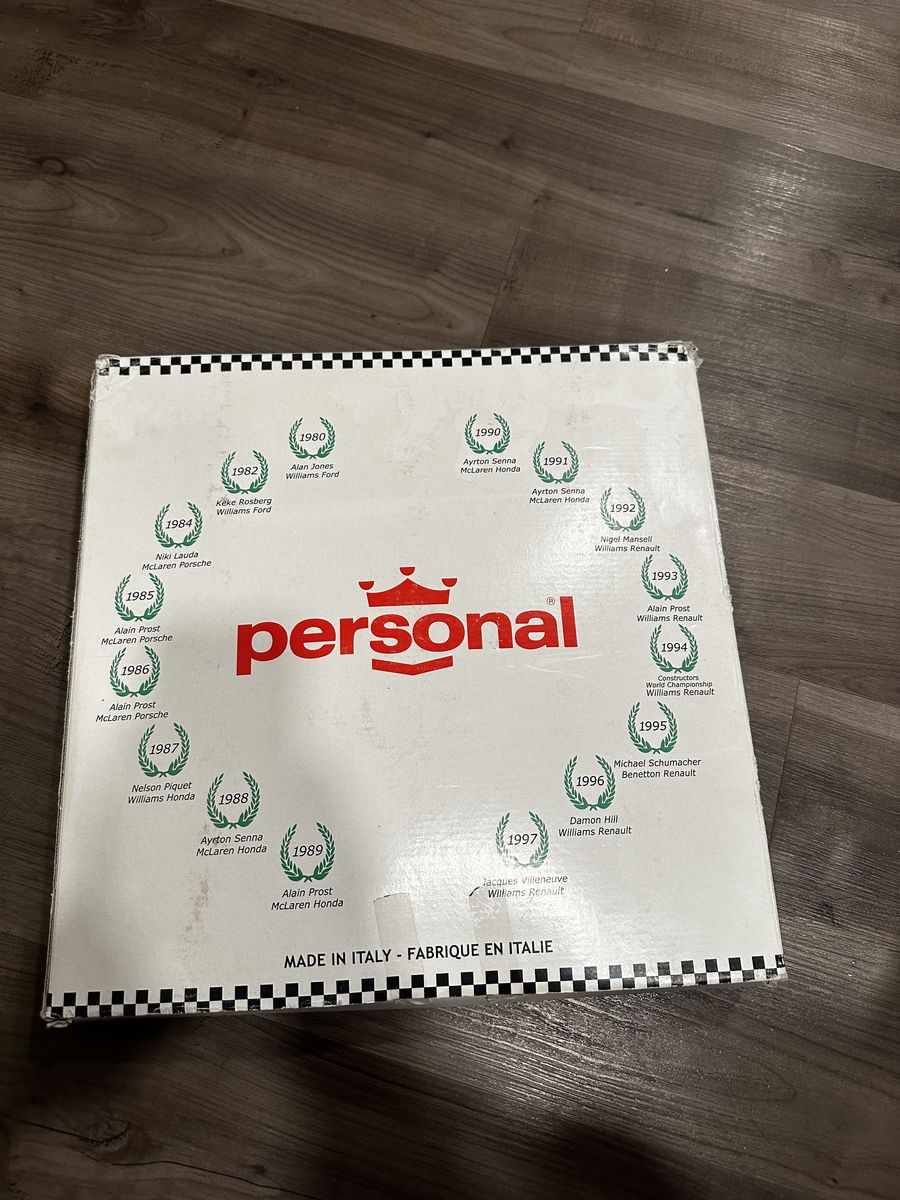 1980
Alan Jones
Williams Ford
1982
Keke Rosberg
Williams Ford
1984
Niki Lauda
McLaren Porsche
1985
Alain Prost
McLaren Porsche
1986
Alain Prost
McLaren Porsche
1987
Nelson Piquet
Williams Honda
1988
Ayrton Senna
McLaren Honda
1989
Alain Prost
McLaren Honda
1990
Ayrton Senna
McLaren Honda
1991
Ayrton Senna
McLaren Honda
1992
Nigel Mansell
Williams Renault
1993
Alain Prost
Williams Renault
1994
Constructors
World Championship
Williams Renault
1995
Michael Schumacher
Benetton Renault
1996
Damon Hill
Williams Renault
1997
Jacques Villeneuve
Williams Renault
personal®
MADE IN ITALY - FABRIQUE EN ITALIE